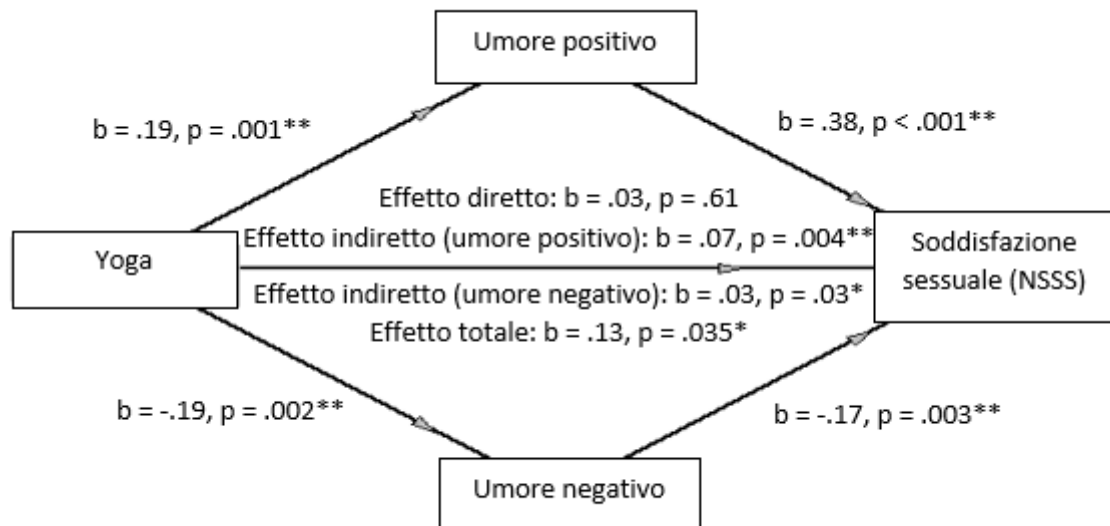 Umore positivo
b = .19, p = .001**
b = .38, p < .001**
Effetto diretto: b = .03, p = .61
Effetto indiretto (umore positivo): b = .07, p = .004**
Yoga
Soddisfazione
sessuale (NSSS)
Effetto indiretto (umore negativo): b = .03, p = .03*
Effetto totale: b = .13, p = .035*
b = -.19, p = .002**
b = -.17, p = .003**
Umore negativo